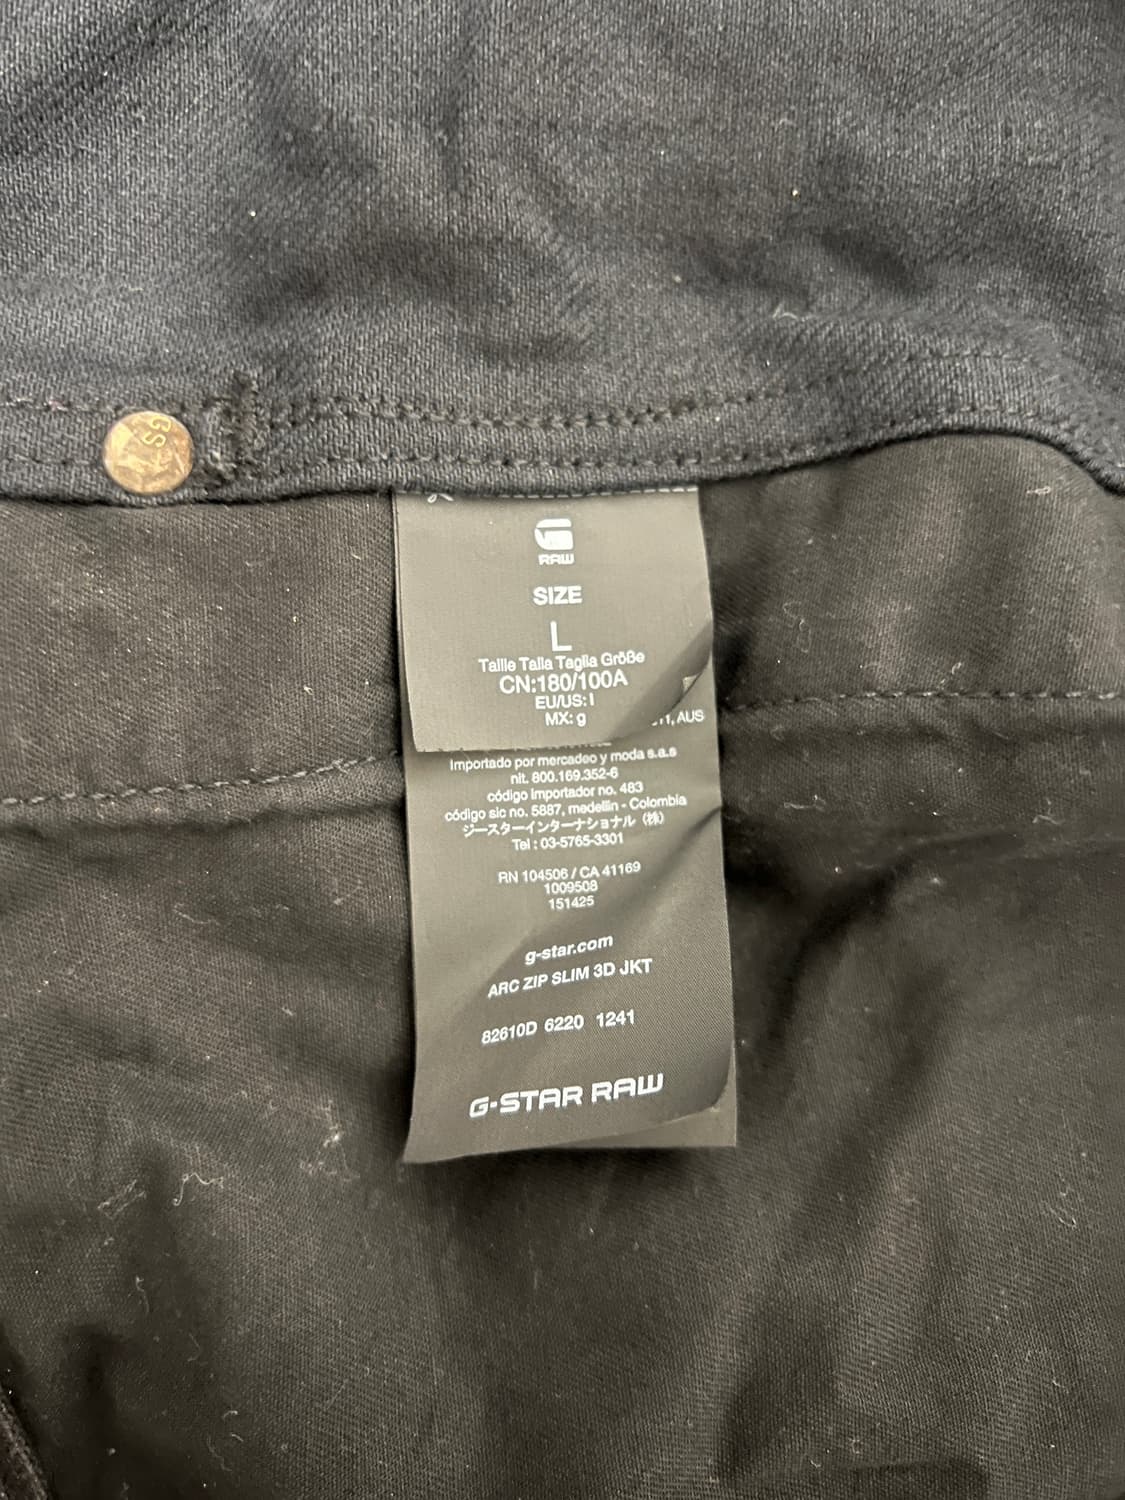 RAW
SIZE
L
Taille Talla Taglia Größe
CN:180/100A
EU/US: l
MX: g
AUS
Importado por mercadeo y moda s.a.s
nit. 800.169.352-6
código importador no. 483
código sic no. 5887, medellin - Colombia
ジースターインターナショナル（株）
Tel : 03-5765-3301
RN 104506 / CA 41169
1009508
151425
g-star.com
ARC ZIP SLIM 3D JKT
82610D 6220 1241
G-STAR RAW